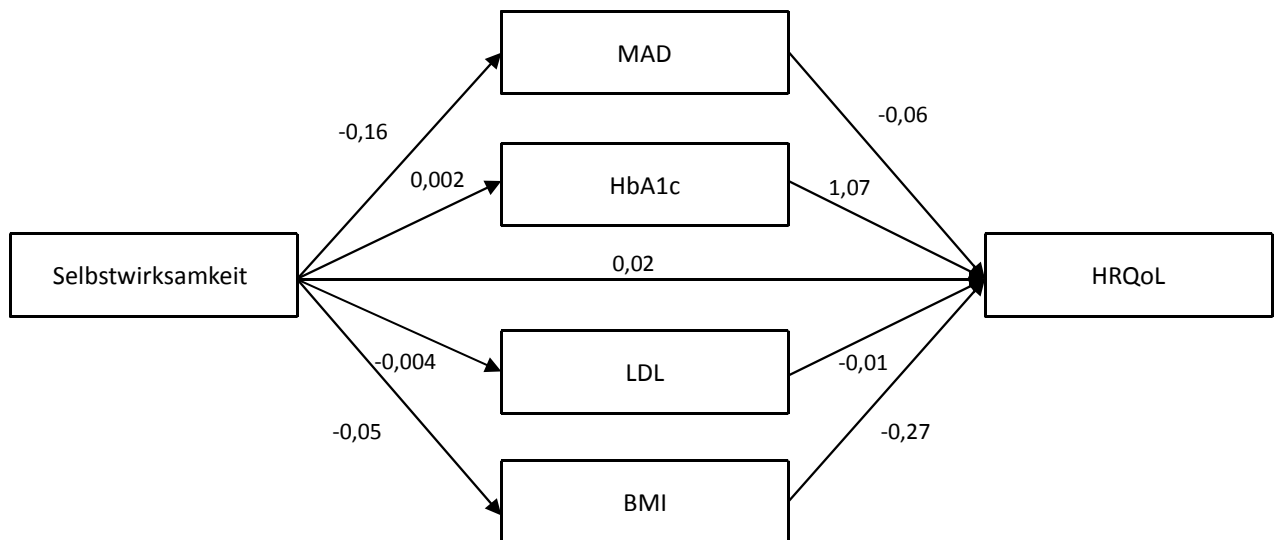 MAD
-0,06
-0,16
0,002
HbA1c
1,07
Selbstwirksamkeit
0,02
HRQoL
-0,004
LDL
-0,01
-0,05
-0,27
BMI